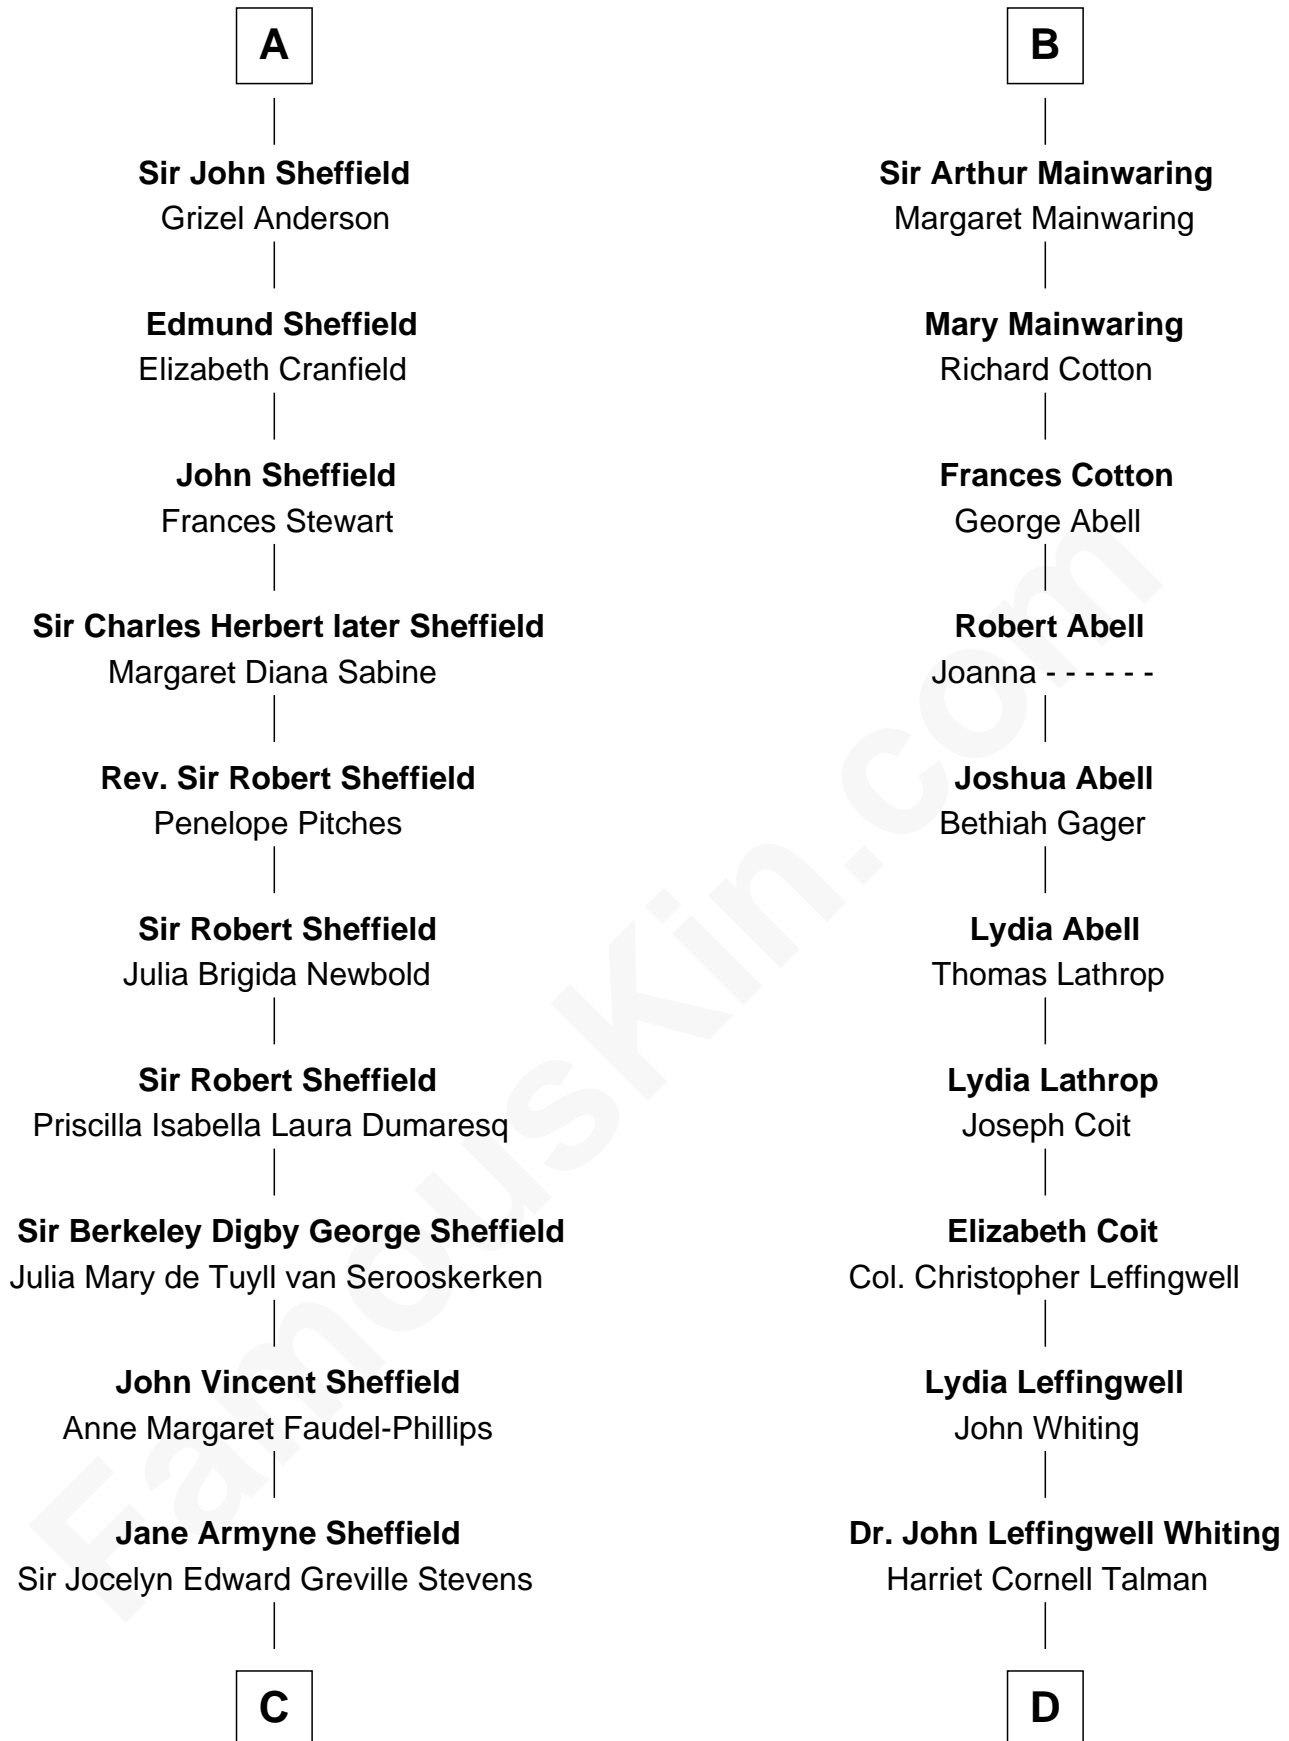 A
Sir John Sheffield
Grizel Anderson
Edmund Sheffield
Elizabeth Cranfield
John Sheffield
Frances Stewart
Sir Charles Herbert later Sheffield
Margaret Diana Sabine
Rev. Sir Robert Sheffield
Penelope Pitches
Sir Robert Sheffield
Julia Brigida Newbold
Sir Robert Sheffield
Priscilla Isabella Laura Dumaresq
Sir Berkeley Digby George Sheffield
Julia Mary de Tuyll van Serooskerken
John Vincent Sheffield
Anne Margaret Faudel-Phillips
Jane Armyne Sheffield
Sir Jocelyn Edward Greville Stevens
C
B
Sir Arthur Mainwaring
Margaret Mainwaring
Mary Mainwaring
Richard Cotton
Frances Cotton
George Abell
Robert Abell
Joanna - - - - - -
Joshua Abell
Bethiah Gager
Lydia Abell
Thomas Lathrop
Lydia Lathrop
Joseph Coit
Elizabeth Coit
Col. Christopher Leffingwell
Lydia Leffingwell
John Whiting
Dr. John Leffingwell Whiting
Harriet Cornell Talman
D
FamousKin.com